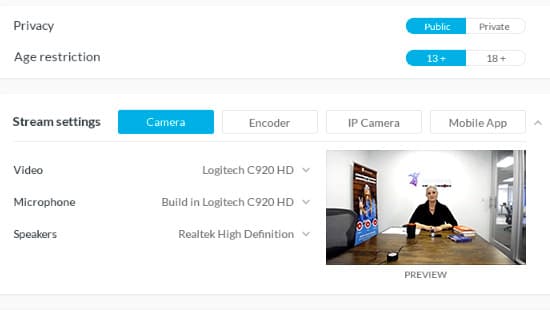 Privacy Public Private
Age restriction 13 + 18 +
Stream settings Camera Encoder IP Camera Mobile App
Video Logitech C920 HD
Microphone Build in Logitech C920 HD
Speakers Realtek High Definition
PREVIEW